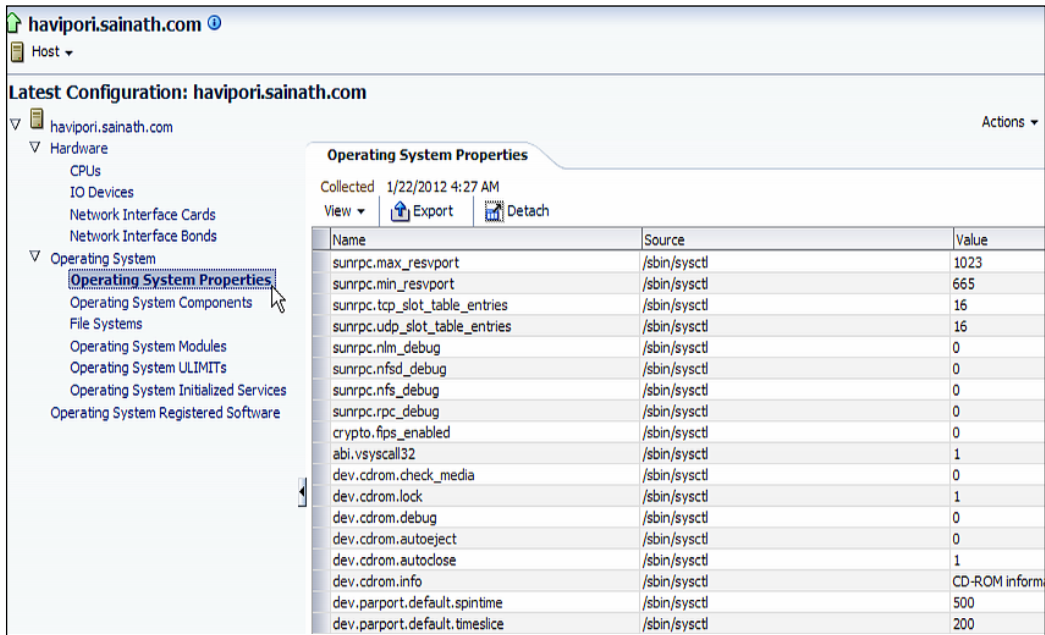 havipori.sainath.com
Host
Latest Configuration: havipori.sainath.com
havipori.sainath.com
Hardware
CPUs
IO Devices
Network Interface Cards
Network Interface Bonds
Operating System
Operating System Properties
Operating System Components
File Systems
Operating System Modules
Operating System ULIMITs
Operating System Initialized Services
Operating System Registered Software
Actions
Operating System Properties
Collected 1/22/2012 4:27 AM
View Export Detach
Name Source Value
sunrpc.max_resvport /sbin/sysctl 1023
sunrpc.min_resvport /sbin/sysctl 665
sunrpc.tcp_slot_table_entries /sbin/sysctl 16
sunrpc.udp_slot_table_entries /sbin/sysctl 16
sunrpc.nlm_debug /sbin/sysctl 0
sunrpc.nfsd_debug /sbin/sysctl 0
sunrpc.nfs_debug /sbin/sysctl 0
sunrpc.rpc_debug /sbin/sysctl 0
crypto.fips_enabled /sbin/sysctl 0
abi.vsyscall32 /sbin/sysctl 1
dev.cdrom.check_media /sbin/sysctl 0
dev.cdrom.lock /sbin/sysctl 1
dev.cdrom.debug /sbin/sysctl 0
dev.cdrom.autoeject /sbin/sysctl 0
dev.cdrom.autoclose /sbin/sysctl 1
dev.cdrom.info /sbin/sysctl CD-ROM informa
dev.parport.default.spintime /sbin/sysctl 500
dev.parport.default.timeslice /sbin/sysctl 200